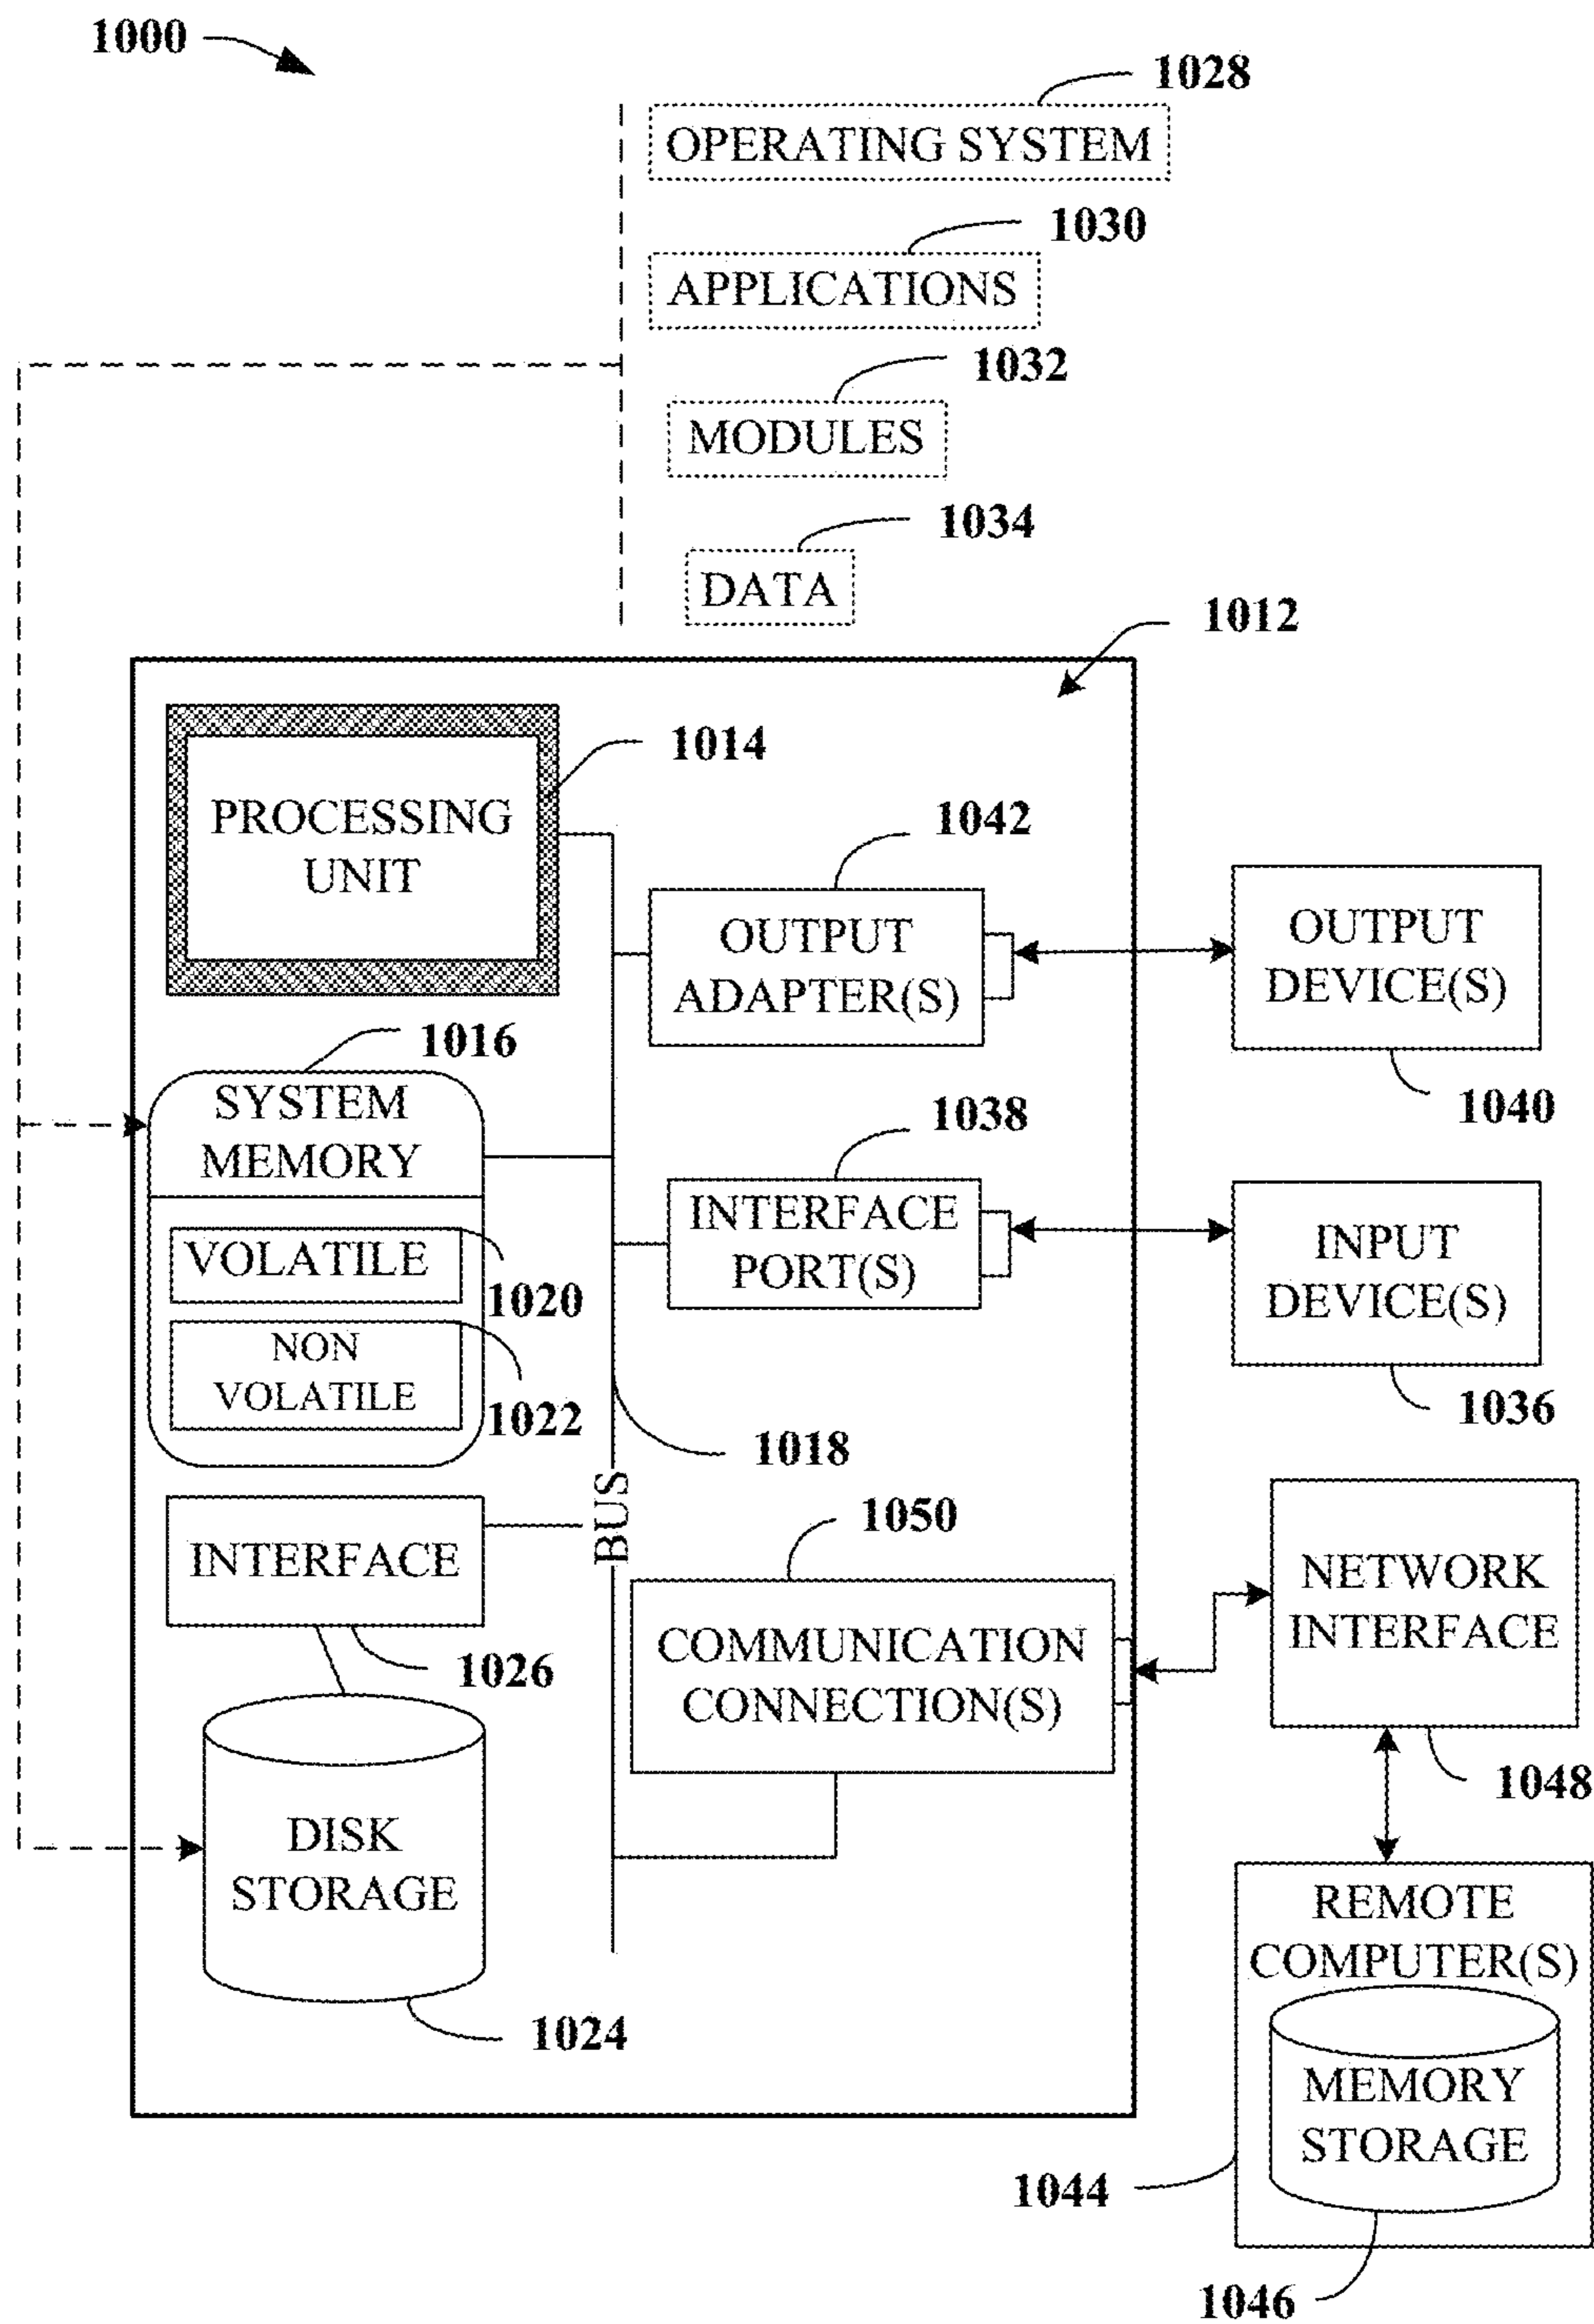 1000
1028
OPERATING SYSTEM
1030
APPLICATIONS
1032
MODULES
1034
DATA
1012
PROCESSING
UNIT
1014
1042
OUTPUT
ADAPTER(S)
OUTPUT
DEVICE(S)
1040
1016
SYSTEM
MEMORY
VOLATILE
1020
NON
VOLATILE
1022
1038
INTERFACE
PORT(S)
INPUT
DEVICE(S)
1036
1018
BUS
INTERFACE
1026
1050
COMMUNICATION
CONNECTION(S)
NETWORK
INTERFACE
1048
DISK
STORAGE
1024
REMOTE
COMPUTER(S)
MEMORY
STORAGE
1044
1046